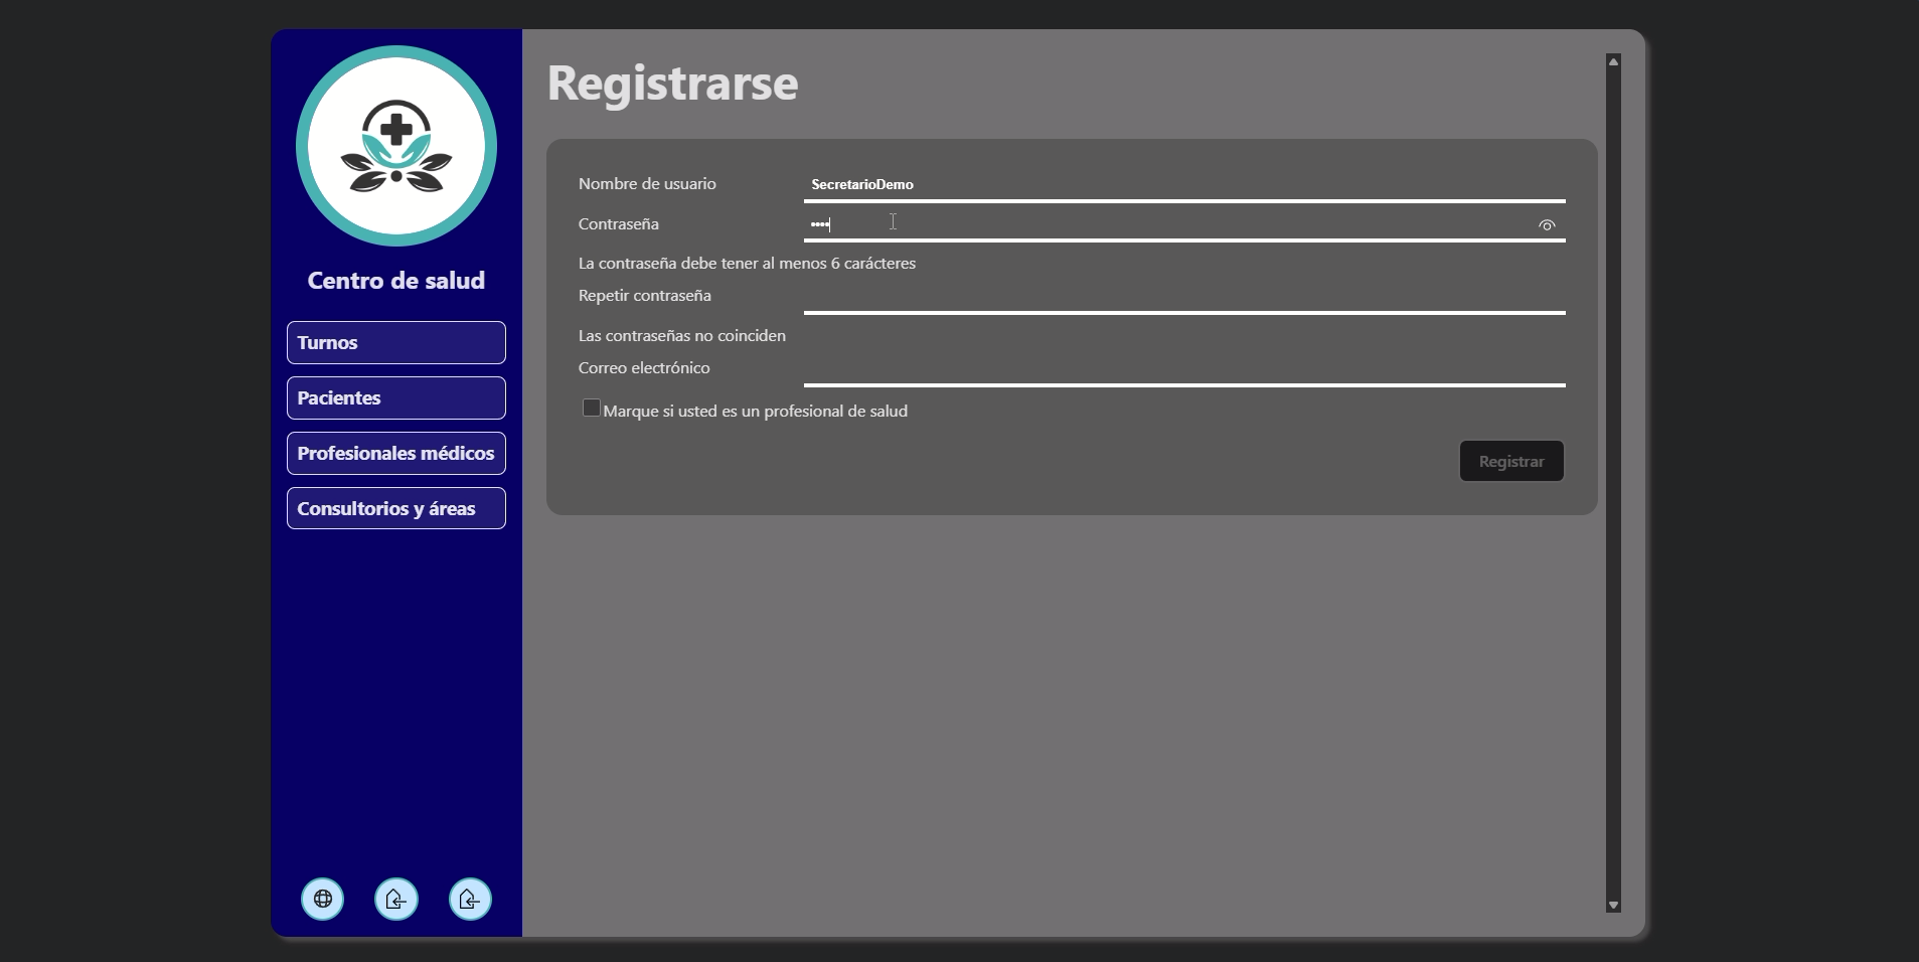 Centro de salud
Turnos
Pacientes
Profesionales médicos
Consultorios y áreas
Registrarse
Nombre de usuario SecretarioDemo
Contraseña ••••
La contraseña debe tener al menos 6 carácteres
Repetir contraseña
Las contraseñas no coinciden
Correo electrónico
Marque si usted es un profesional de salud
Registrar